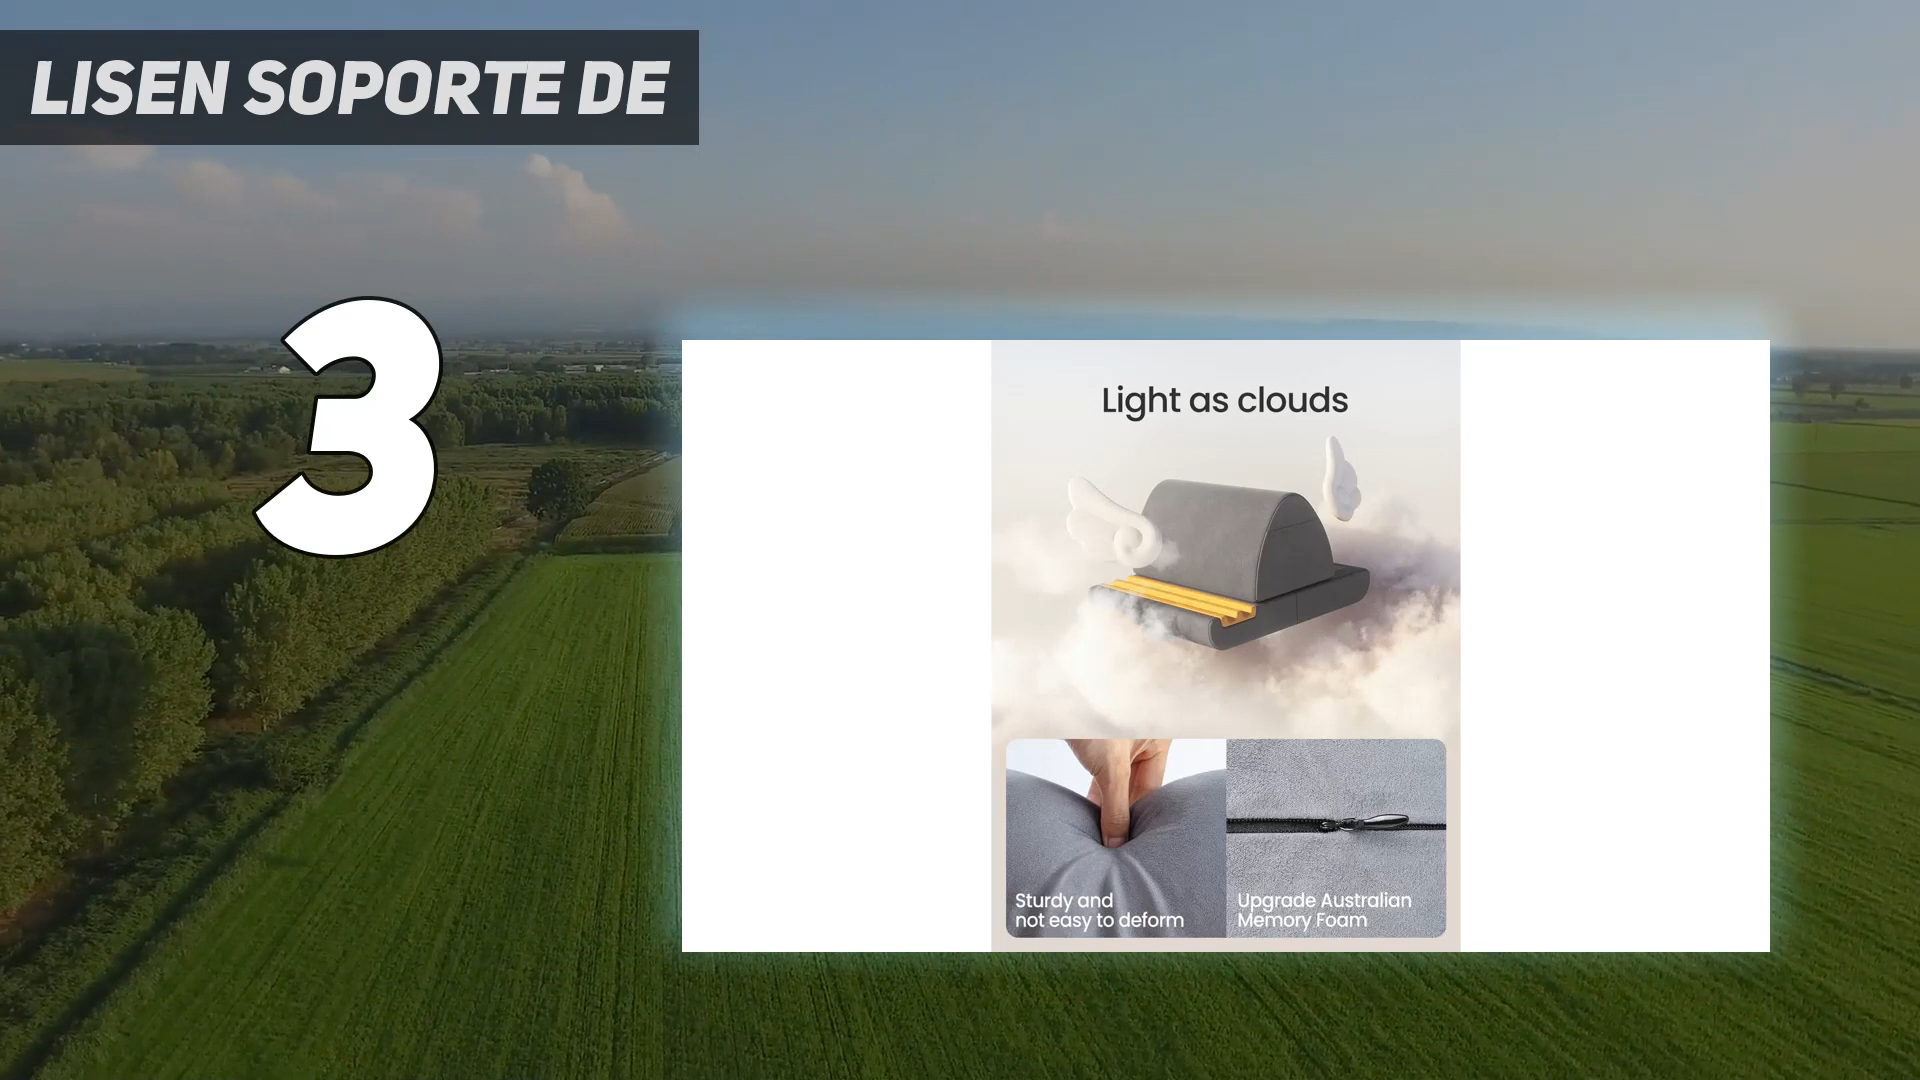 LISEN SOPORTE DE
3
Light as clouds
Sturdy and
not easy to deform
Upgrade Australian
Memory Foam